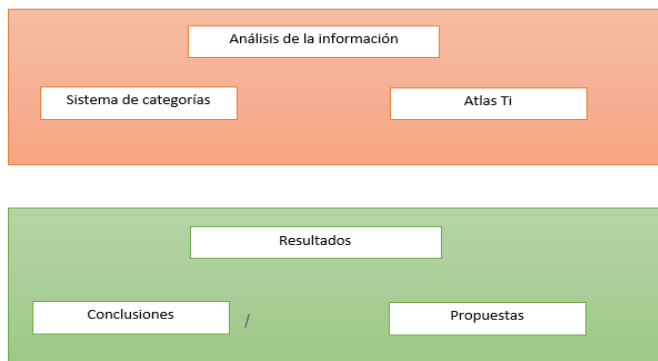 Análisis de la información
Sistema de categorías
Atlas Ti
Resultados
Conclusiones
/
Propuestas